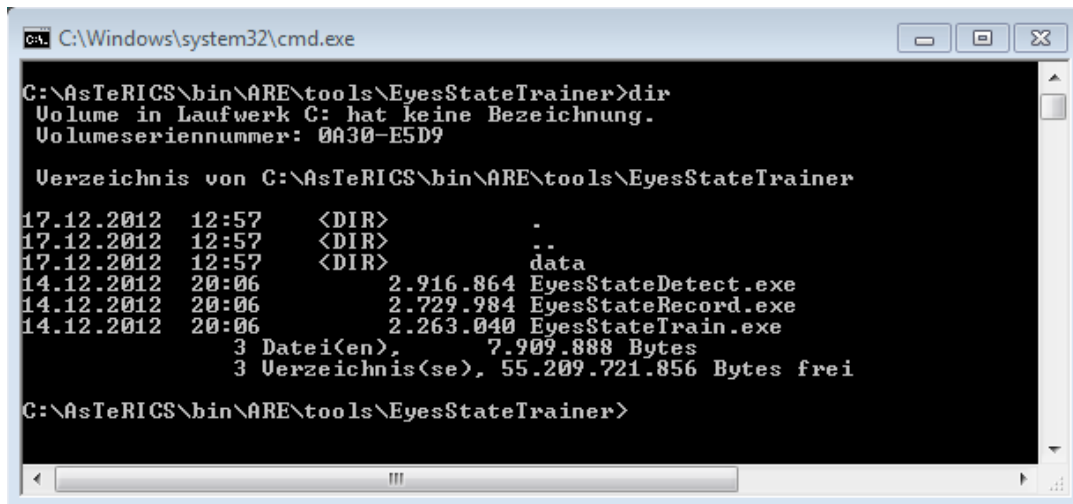 C:\Windows\system32\cmd.exe
C:\AsTeRICS\bin\ARE\tools\EyesStateTrainer>dir
 Volume in Laufwerk C: hat keine Bezeichnung.
 Volumeseriennummer: 0A30-E5D9

 Verzeichnis von C:\AsTeRICS\bin\ARE\tools\EyesStateTrainer

17.12.2012  12:57    <DIR>          .
17.12.2012  12:57    <DIR>          ..
17.12.2012  12:57    <DIR>          data
14.12.2012  20:06         2.916.864 EyesStateDetect.exe
14.12.2012  20:06         2.729.984 EyesStateRecord.exe
14.12.2012  20:06         2.263.040 EyesStateTrain.exe
               3 Datei(en),      7.909.888 Bytes
               3 Verzeichnis(se), 55.209.721.856 Bytes frei

C:\AsTeRICS\bin\ARE\tools\EyesStateTrainer>